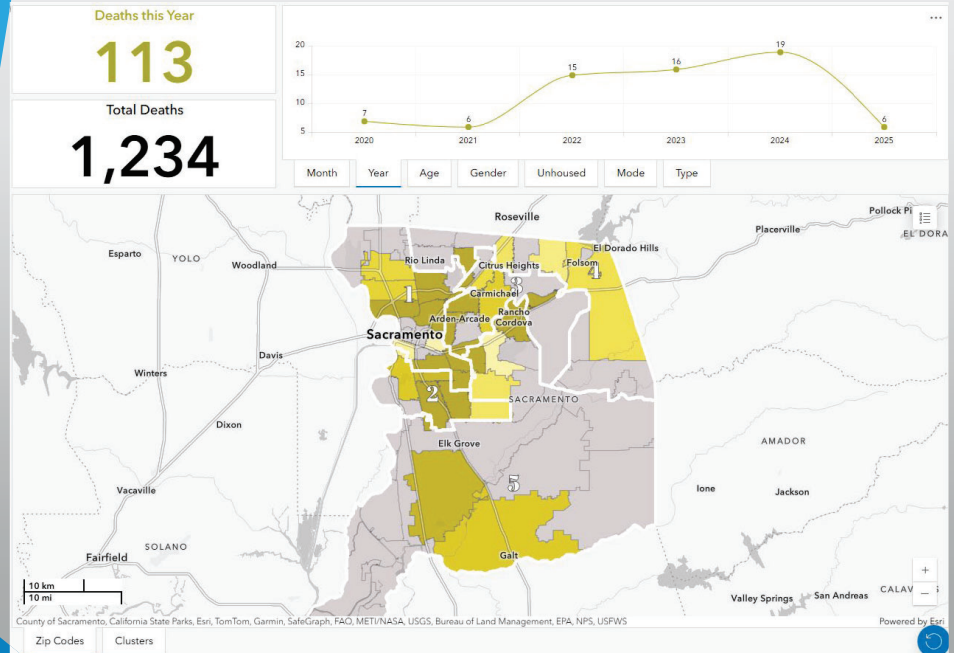 Deaths this Year
113
Total Deaths
1,234
...
20
15
10
5
7
6
15
16
19
6
2020 2021 2022 2023 2024 2025
Month Year Age Gender Unhoused Mode Type
Roseville
Pollock Pi
Placerville
EL DORA
Esparto
YOLO
Woodland
El Dorado Hills
Rio Linda
Citrus Heights
Folsom
4
3
1
Carmichael
Arden-Arcade
Rancho
Cordova
Sacramento
Davis
Winters
2
SACRAMENTO
Dixon
Elk Grove
AMADOR
5
Ione
Jackson
Vacaville
SOLANO
Fairfield
Galt
10 km
10 mi
+
−
Valley Springs
San Andreas
CALAV
S
County of Sacramento, California State Parks, Esri, TomTom, Garmin, SafeGraph, FAO, METI/NASA, USGS, Bureau of Land Management, EPA, NPS, USFWS
Powered by Esri
Zip Codes Clusters